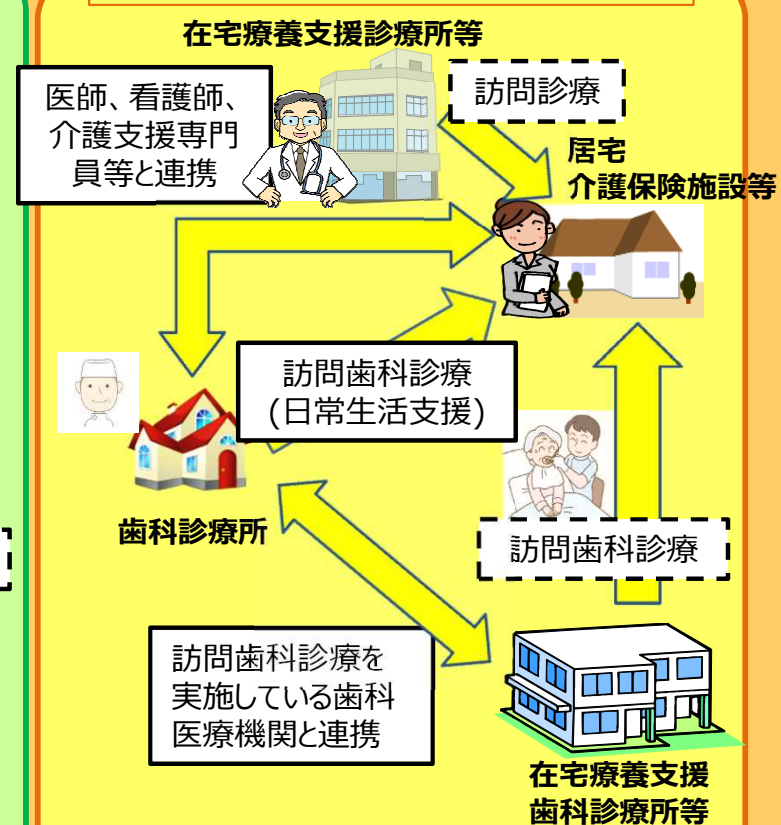 在宅療養支援診療所等
医師、看護師、
介護支援専門
員等と連携
訪問診療
居宅
介護保険施設等
訪問歯科診療
(日常生活支援)
歯科診療所
訪問歯科診療
訪問歯科診療を
実施している歯科
医療機関と連携
在宅療養支援
歯科診療所等